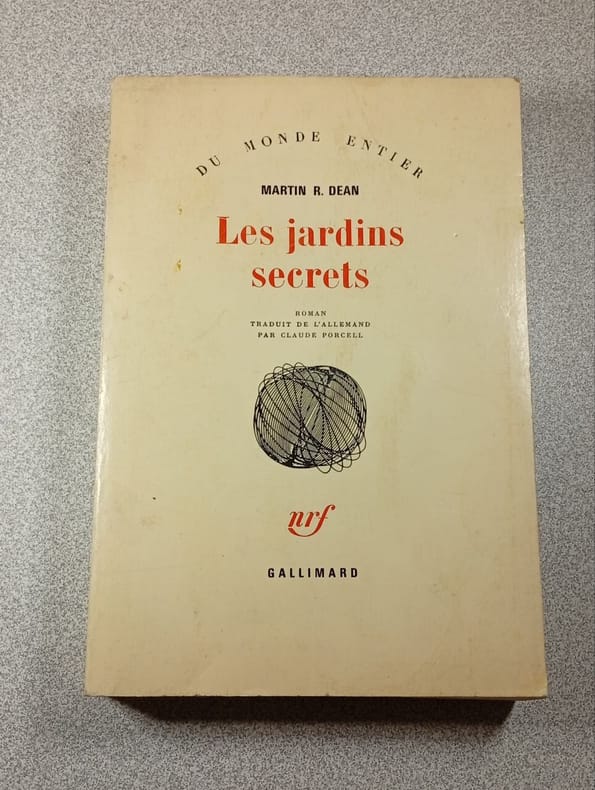 DU MONDE ENTIER
MARTIN R. DEAN
Les jardins
secrets
ROMAN
TRADUIT DE L'ALLEMAND
PAR CLAUDE PORCELL
nrf
GALLIMARD